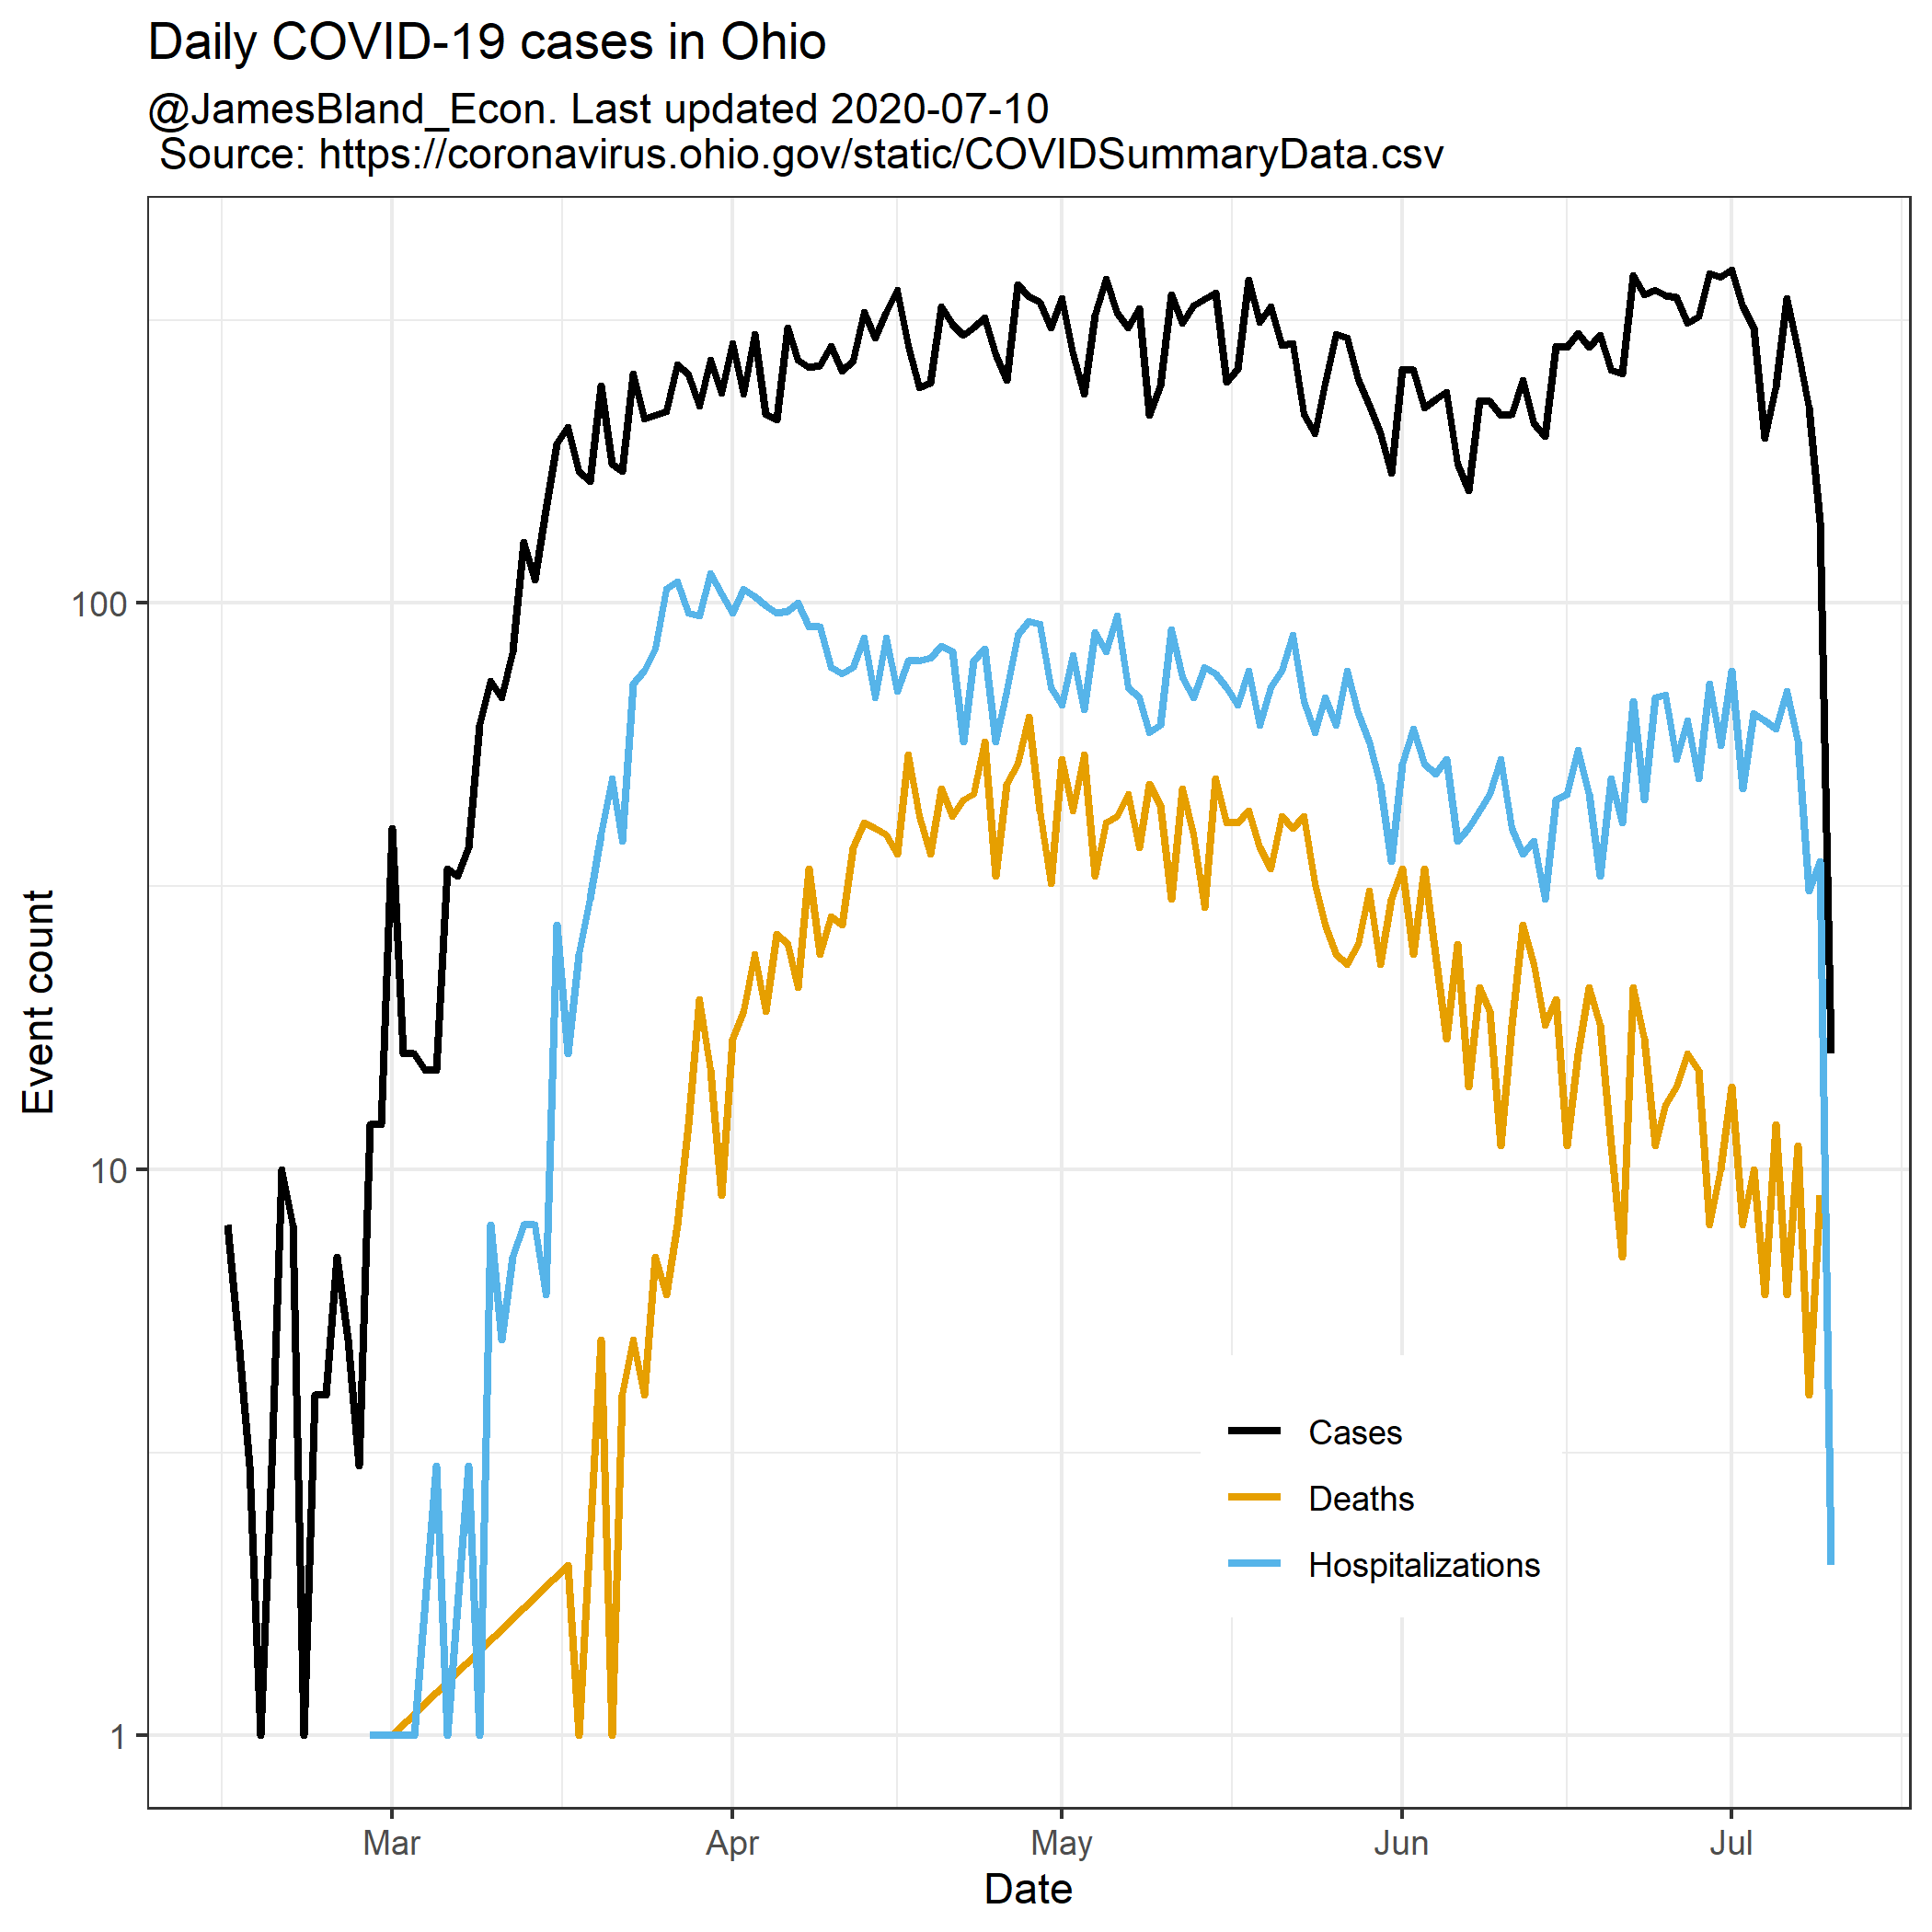 Daily COVID-19 cases in Ohio
@JamesBland_Econ. Last updated 2020-07-10
Source: https://coronavirus.ohio.gov/static/COVIDSummaryData.csv
Event count
100
10
1
Cases
Deaths
Hospitalizations
Mar
Apr
May
Jun
Jul
Date